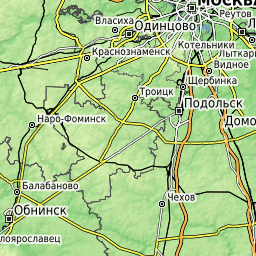 МОСКВА
Реутов
Власиха
Одинцово
Котельники
Лыткари
Краснознаменск
Видное
Щербинка
Троицк
Подольск
Наро-Фоминск
Домо
Балабаново
Чехов
Обнинск
лоярославец